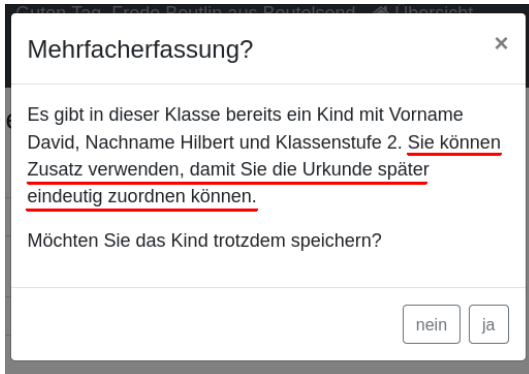 Guten Tag, Frodo Beutlin aus Beutelsend Übersicht
Mehrfacherfassung?
×
Es gibt in dieser Klasse bereits ein Kind mit Vorname
David, Nachname Hilbert und Klassenstufe 2. Sie können
Zusatz verwenden, damit Sie die Urkunde später
eindeutig zuordnen können.
Möchten Sie das Kind trotzdem speichern?
nein ja